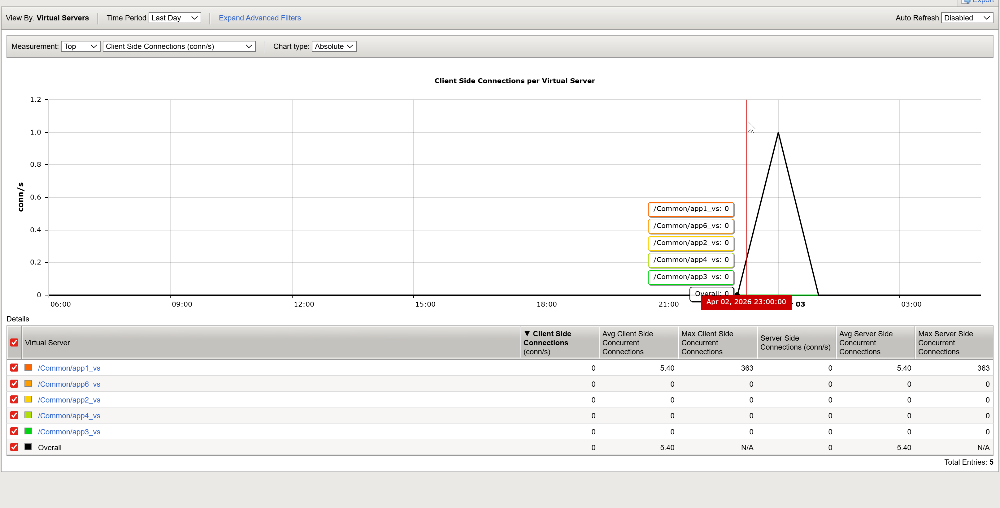 Export
View By: Virtual Servers Time Period Last Day Expand Advanced Filters Auto Refresh Disabled
Measurement: Top Client Side Connections (conn/s) Chart type: Absolute
Client Side Connections per Virtual Server
1.2
1.0
0.8
0.6
0.4
0.2
0
conn/s
/Common/app1_vs: 0
/Common/app6_vs: 0
/Common/app2_vs: 0
/Common/app4_vs: 0
/Common/app3_vs: 0
Overall: 0
Apr 02, 2026 23:00:00
06:00 09:00 12:00 15:00 18:00 21:00 03 03:00
Details
Virtual Server
▼ Client Side
Connections
(conn/s)
Avg Client Side
Concurrent
Connections
Max Client Side
Concurrent
Connections
Server Side
Connections (conn/s)
Avg Server Side
Concurrent
Connections
Max Server Side
Concurrent
Connections
/Common/app1_vs 0 5.40 363 0 5.40 363
/Common/app6_vs 0 0 0 0 0 0
/Common/app2_vs 0 0 0 0 0 0
/Common/app4_vs 0 0 0 0 0 0
/Common/app3_vs 0 0 0 0 0 0
Overall 0 5.40 N/A 0 5.40 N/A
Total Entries: 5